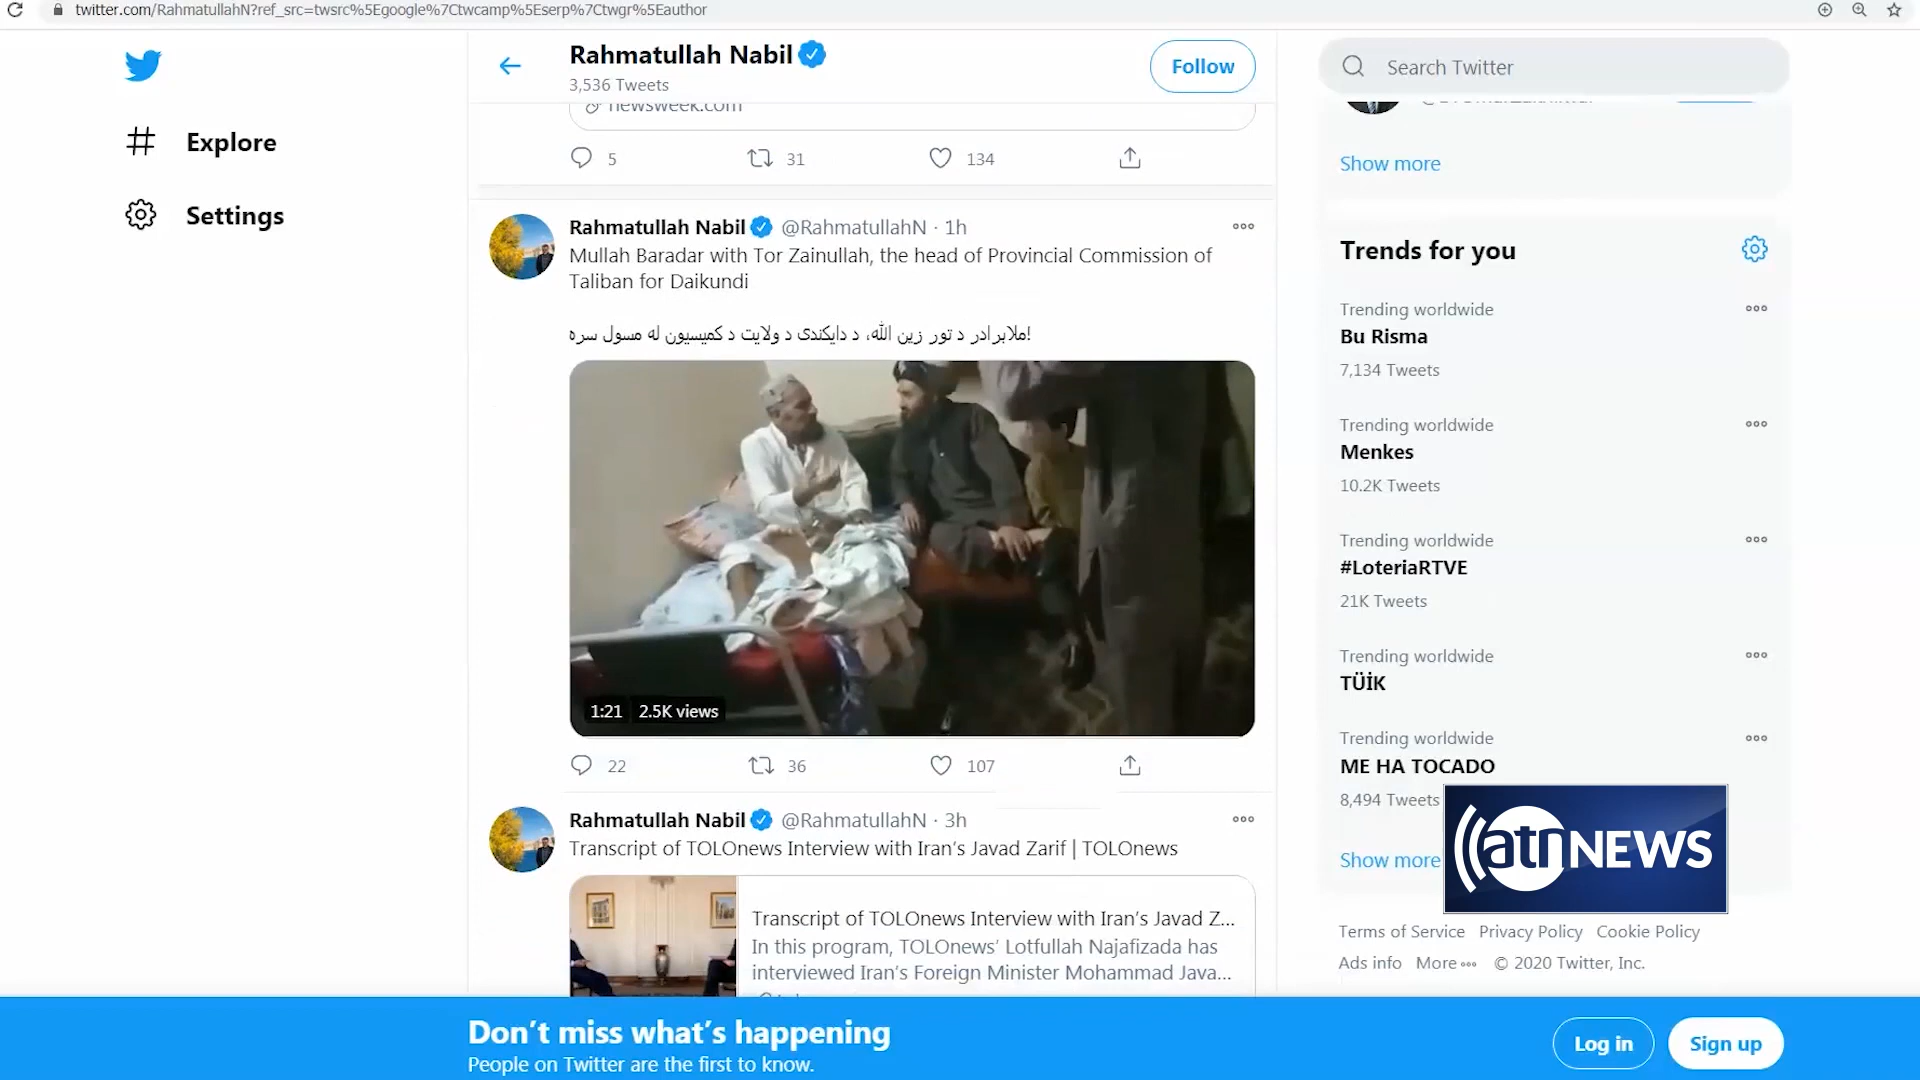 twitter.com/RahmatullahN?ref_src=twsrc%5Egoogle%7Ctwcamp%5Eserp%7Ctwgr%5Eauthor
Explore
Settings
Rahmatullah Nabil
3,536 Tweets
Follow
newsweek.com
5 31 134
Rahmatullah Nabil @RahmatullahN · 1h
Mullah Baradar with Tor Zainullah, the head of Provincial Commission of
Taliban for Daikundi
ملابرادر د تور زین الله، د دایکندی د ولایت د کمیسیون له مسول سره!
1:21 2.5K views
22 36 107
Rahmatullah Nabil @RahmatullahN · 3h
Transcript of TOLOnews Interview with Iran's Javad Zarif | TOLOnews
Transcript of TOLOnews Interview with Iran's Javad Z...
In this program, TOLOnews' Lotfullah Najafizada has
interviewed Iran's Foreign Minister Mohammad Java...
Search Twitter
Show more
Trends for you
Trending worldwide
Bu Risma
7,134 Tweets
Trending worldwide
Menkes
10.2K Tweets
Trending worldwide
#LoteriaRTVE
21K Tweets
Trending worldwide
TÜİK
Trending worldwide
ME HA TOCADO
8,494 Tweets
Show more
atn NEWS
Terms of Service Privacy Policy Cookie Policy
Ads info More © 2020 Twitter, Inc.
Don't miss what's happening
People on Twitter are the first to know.
Log in
Sign up